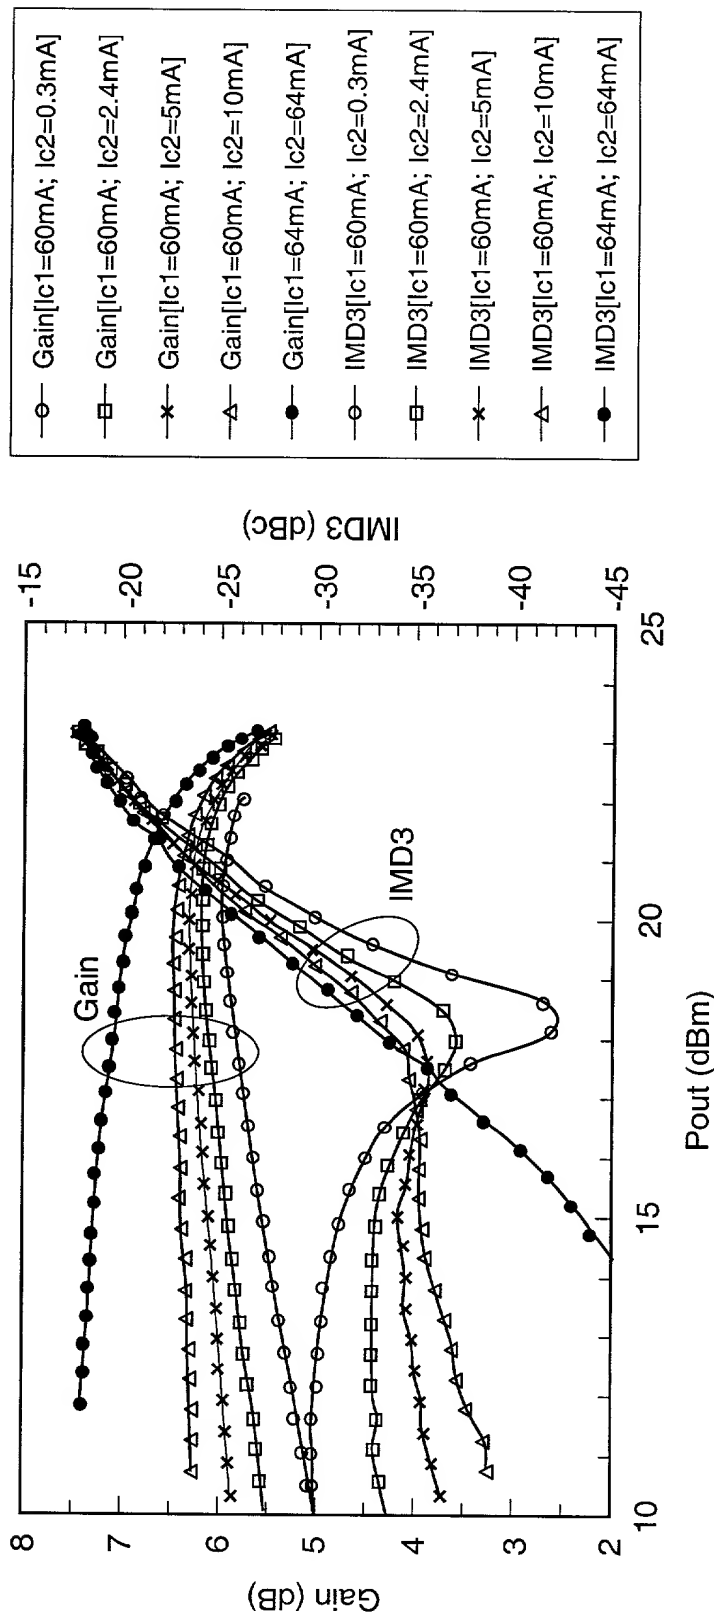 Gain[Ic1=60mA; Ic2=0.3mA]
Gain[Ic1=60mA; Ic2=2.4mA]
Gain[Ic1=60mA; Ic2=5mA]
Gain[Ic1=60mA; Ic2=10mA]
Gain[Ic1=64mA; Ic2=64mA]
IMD3[Ic1=60mA; Ic2=0.3mA]
IMD3[Ic1=60mA; Ic2=2.4mA]
IMD3[Ic1=60mA; Ic2=5mA]
IMD3[Ic1=60mA; Ic2=10mA]
IMD3[Ic1=64mA; Ic2=64mA]
Gain (dB)
8
7
6
5
4
3
2
Gain
IMD3
IMD3 (dBc)
-15
-20
-25
-30
-35
-40
-45
10
15
20
25
Pout (dBm)